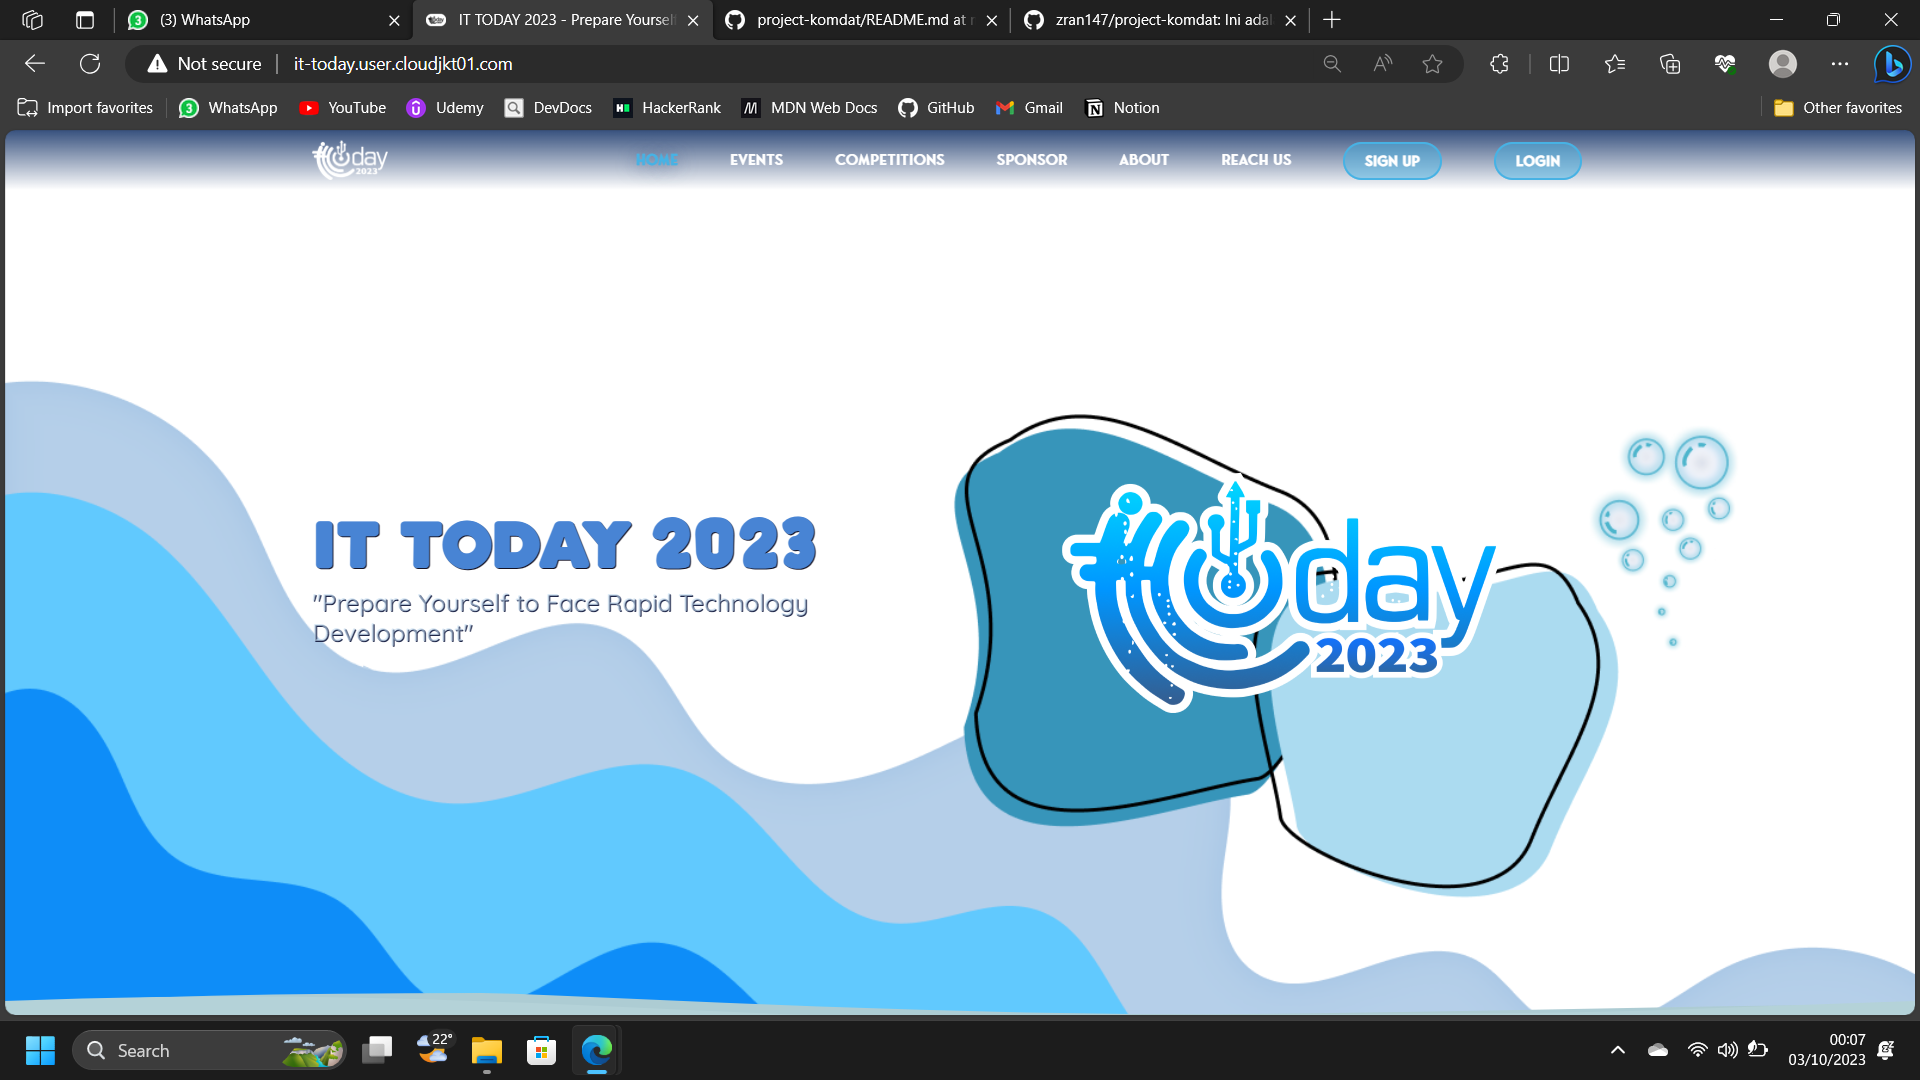 (3) WhatsApp
IT TODAY 2023 - Prepare Yourself
project-komdat/README.md at
zran147/project-komdat: Ini adal
Not secure
it-today.user.cloudjkt01.com
Import favorites
3 WhatsApp
YouTube
Udemy
DevDocs
HackerRank
MDN Web Docs
GitHub
Gmail
Notion
Other favorites
day
2023
HOME
EVENTS
COMPETITIONS
SPONSOR
ABOUT
REACH US
SIGN UP
LOGIN
IT TODAY 2023
"Prepare Yourself to Face Rapid Technology
Development"
itoday
2023
22°
Search
00:07
03/10/2023